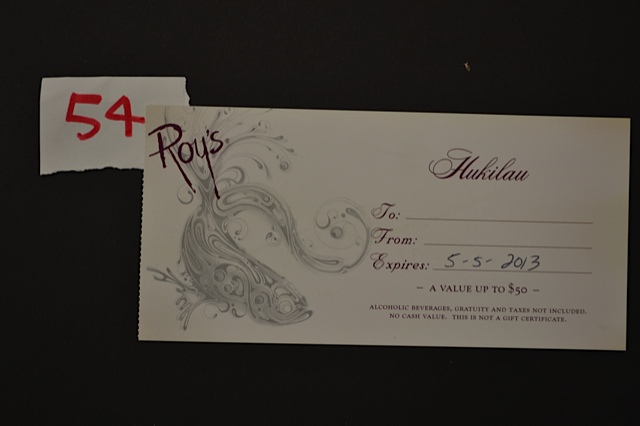 54
Roy's
Hukilau
To:
From:
Expires: 5-5-2013
– A VALUE UP TO $50 –
ALCOHOLIC BEVERAGES, GRATUITY AND TAXES NOT INCLUDED.
NO CASH VALUE. THIS IS NOT A GIFT CERTIFICATE.